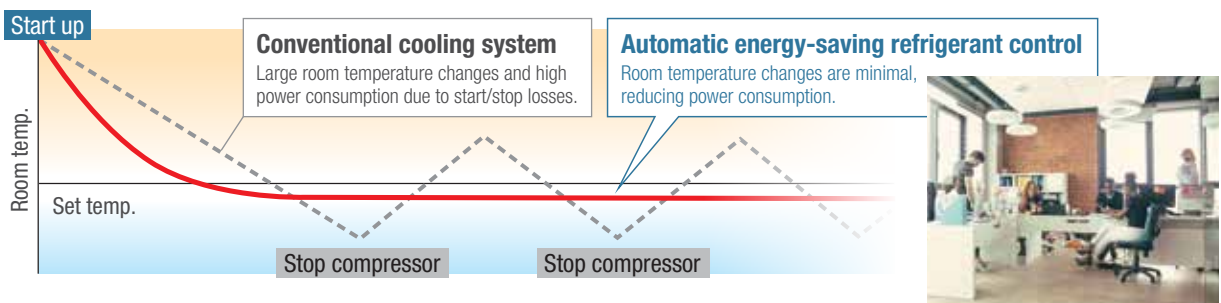 Start up
Conventional cooling system
Large room temperature changes and high
power consumption due to start/stop losses.
Automatic energy-saving refrigerant control
Room temperature changes are minimal,
reducing power consumption.
Room temp.
Set temp.
Stop compressor
Stop compressor